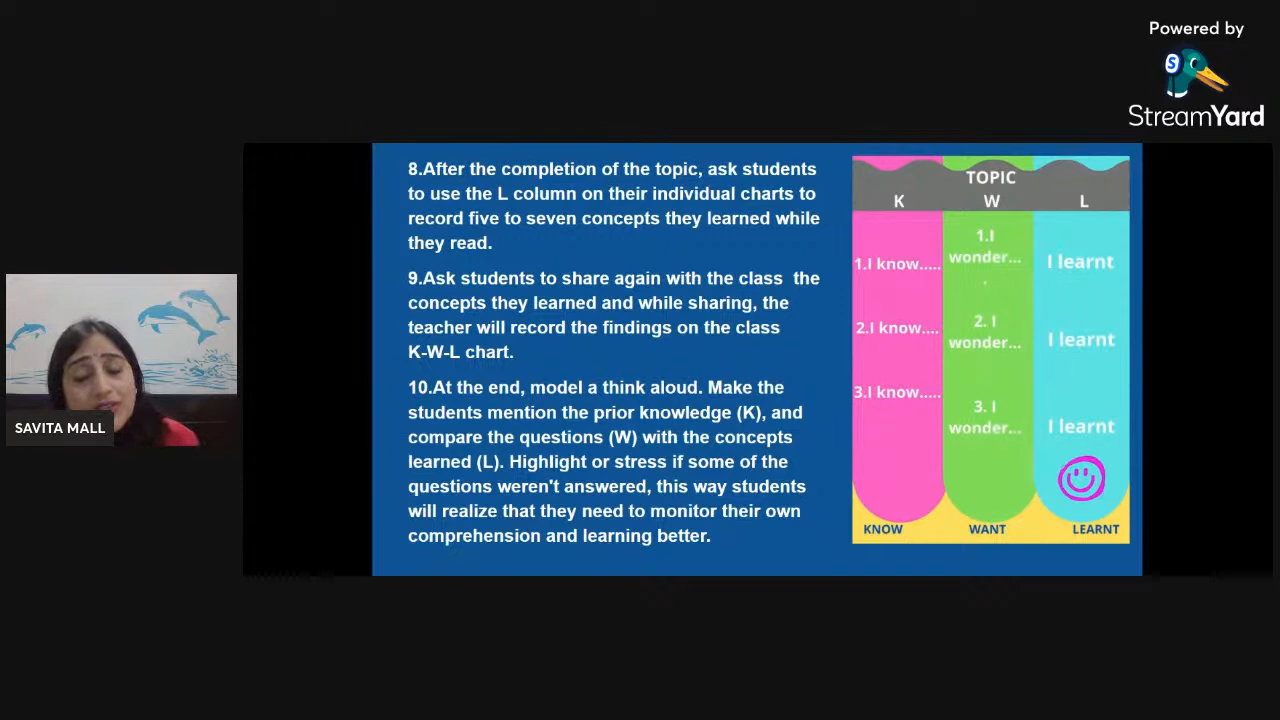 Powered by
StreamYard
8.After the completion of the topic, ask students
to use the L column on their individual charts to
record five to seven concepts they learned while
they read.
9.Ask students to share again with the class the
concepts they learned and while sharing, the
teacher will record the findings on the class
K-W-L chart.
10.At the end, model a think aloud. Make the
students mention the prior knowledge (K), and
compare the questions (W) with the concepts
learned (L). Highlight or stress if some of the
questions weren't answered, this way students
will realize that they need to monitor their own
comprehension and learning better.
TOPIC
K W L
1.I know.....
2.I know....
3.I know.....
1.I
wonder...
.
2. I
wonder...
3. I
wonder...
I learnt
I learnt
I learnt
KNOW WANT LEARNT
SAVITA MALL